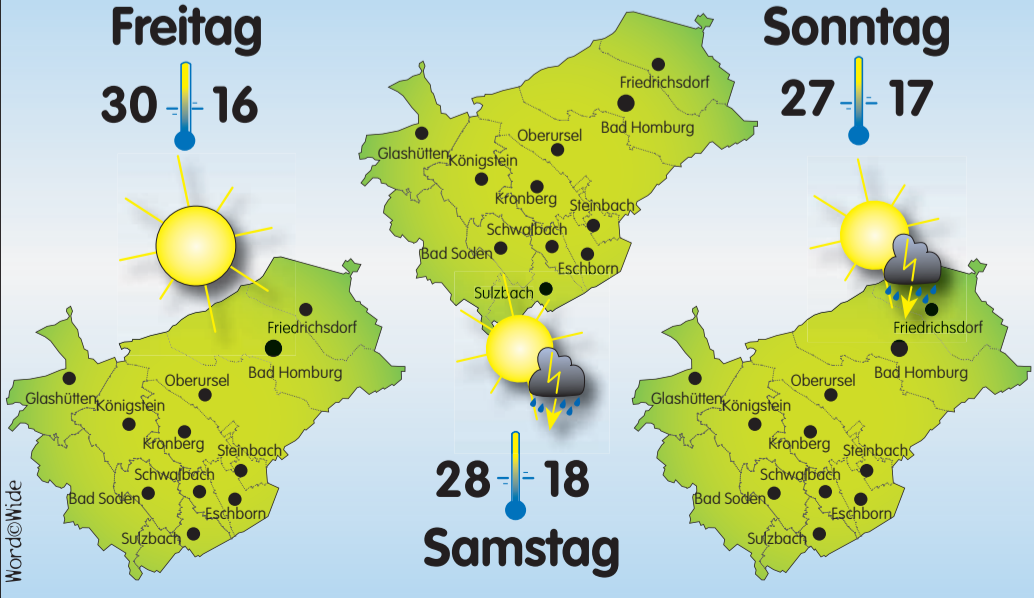 Freitag
30 16
Friedrichsdorf
Bad Homburg
Oberursel
Glashütten
Königstein
Kronberg
Steinbach
Schwalbach
Bad Soden
Eschborn
Sulzbach
Friedrichsdorf
Bad Homburg
Oberursel
Glashütten
Königstein
Kronberg
Steinbach
Schwalbach
Bad Soden
Eschborn
Sulzbach
28 18
Samstag
Sonntag
27 17
Friedrichsdorf
Bad Homburg
Oberursel
Glashütten
Königstein
Kronberg
Steinbach
Schwalbach
Bad Soden
Eschborn
Sulzbach
Word©Wide